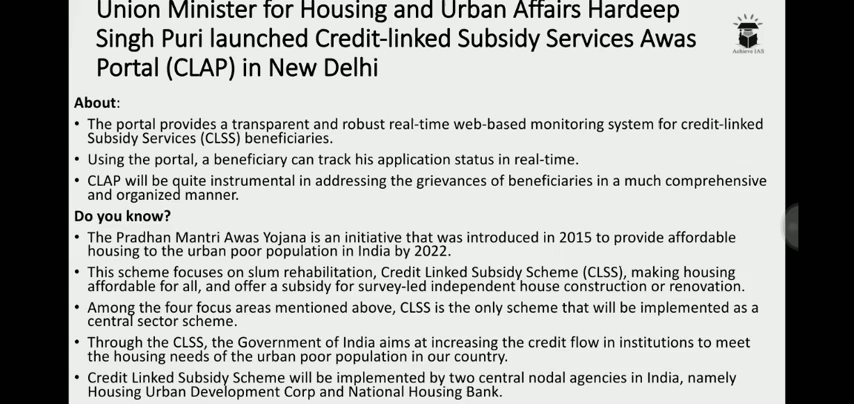 Union Minister for Housing and Urban Affairs Hardeep
Singh Puri launched Credit-linked Subsidy Services Awas
Portal (CLAP) in New Delhi
Achieve IAS
About:
• The portal provides a transparent and robust real-time web-based monitoring system for credit-linked
Subsidy Services (CLSS) beneficiaries.
• Using the portal, a beneficiary can track his application status in real-time.
• CLAP will be quite instrumental in addressing the grievances of beneficiaries in a much comprehensive
and organized manner.
Do you know?
• The Pradhan Mantri Awas Yojana is an initiative that was introduced in 2015 to provide affordable
housing to the urban poor population in India by 2022.
• This scheme focuses on slum rehabilitation, Credit Linked Subsidy Scheme (CLSS), making housing
affordable for all, and offer a subsidy for survey-led independent house construction or renovation.
• Among the four focus areas mentioned above, CLSS is the only scheme that will be implemented as a
central sector scheme.
• Through the CLSS, the Government of India aims at increasing the credit flow in institutions to meet
the housing needs of the urban poor population in our country.
• Credit Linked Subsidy Scheme will be implemented by two central nodal agencies in India, namely
Housing Urban Development Corp and National Housing Bank.